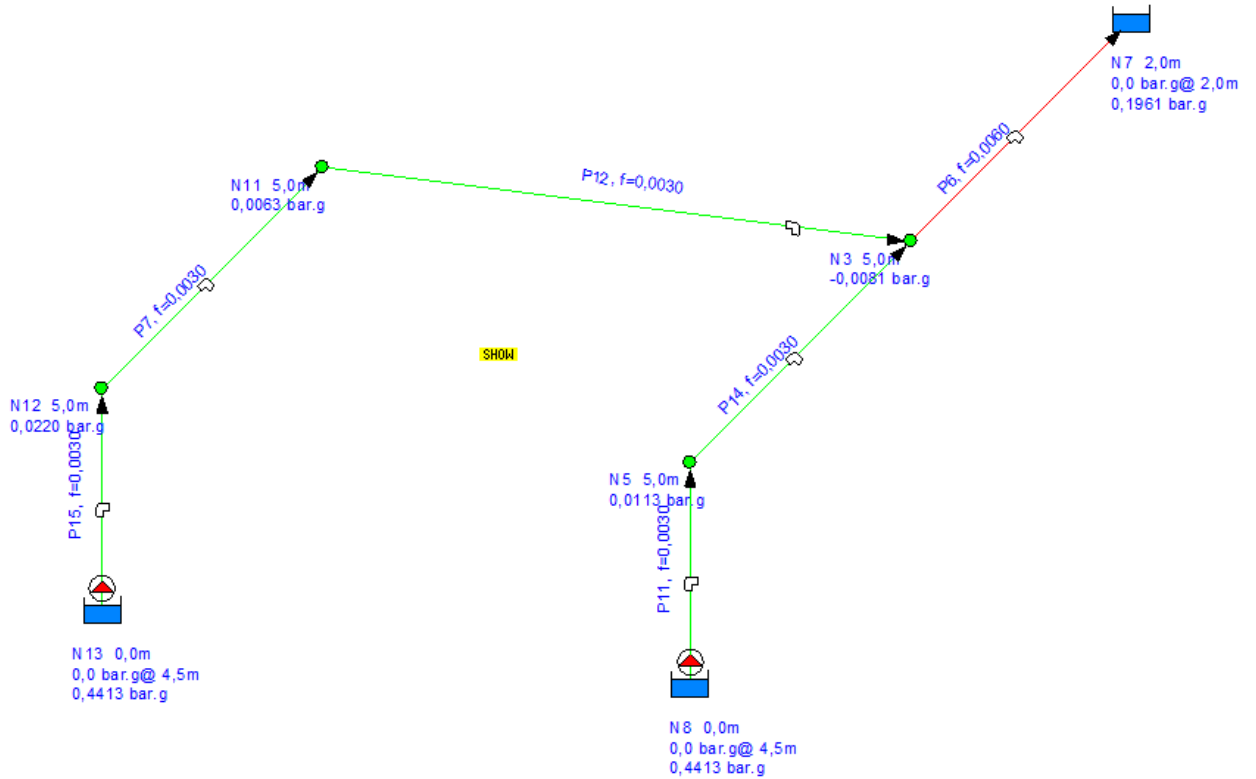 N7 2,0m
0,0 bar.g@ 2,0m
0,1961 bar.g
P6, f=0,0060
P12, f=0,0030
N11 5,0m
0,0063 bar.g
N3 5,0m
-0,0081 bar.g
P7, f=0,0030
SHOW
P14, f=0,0030
N12 5,0m
0,0220 bar.g
P15, f=0,0030
N5 5,0m
0,0113 bar.g
P11, f=0,0030
N13 0,0m
0,0 bar.g@ 4,5m
0,4413 bar.g
N8 0,0m
0,0 bar.g@ 4,5m
0,4413 bar.g